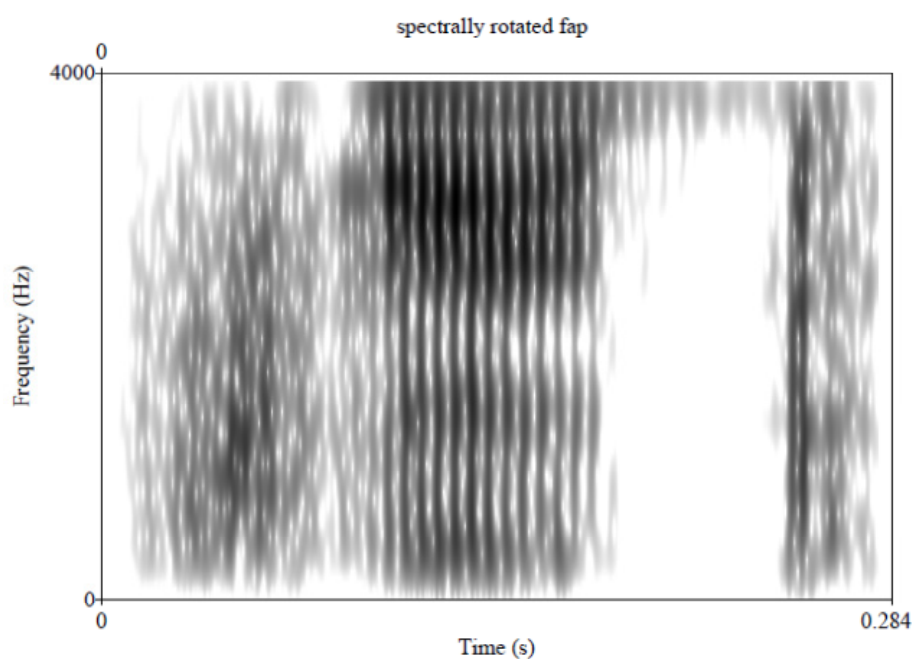 spectrally rotated fap
0
4000
Frequency (Hz)
0
0
0.284
Time (s)